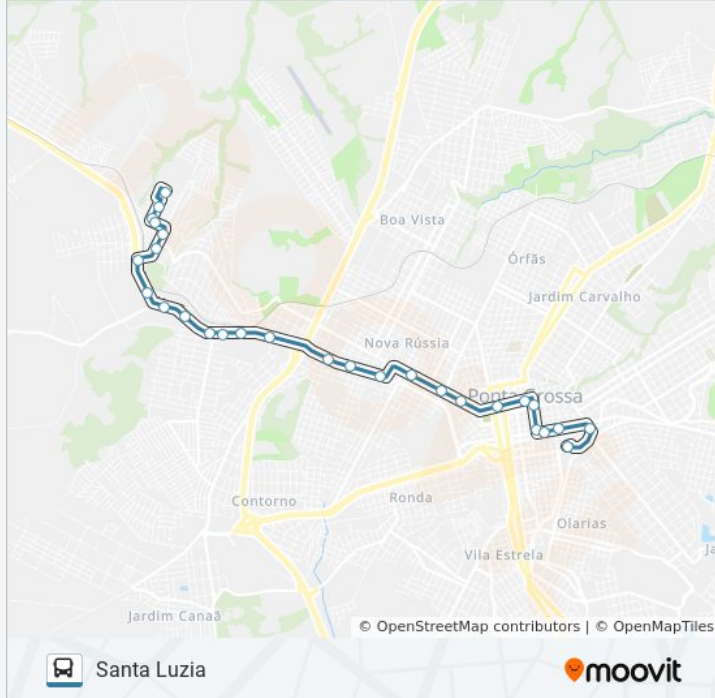 Boa Vista
Órfãs
Jardim Carvalho
Nova Rússia
Ponta Grossa
Contorno
Ronda
Olarias
Vila Estrela
Ja
Jardim Canaã
© OpenStreetMap contributors | © OpenMapTiles
Santa Luzia
moovit